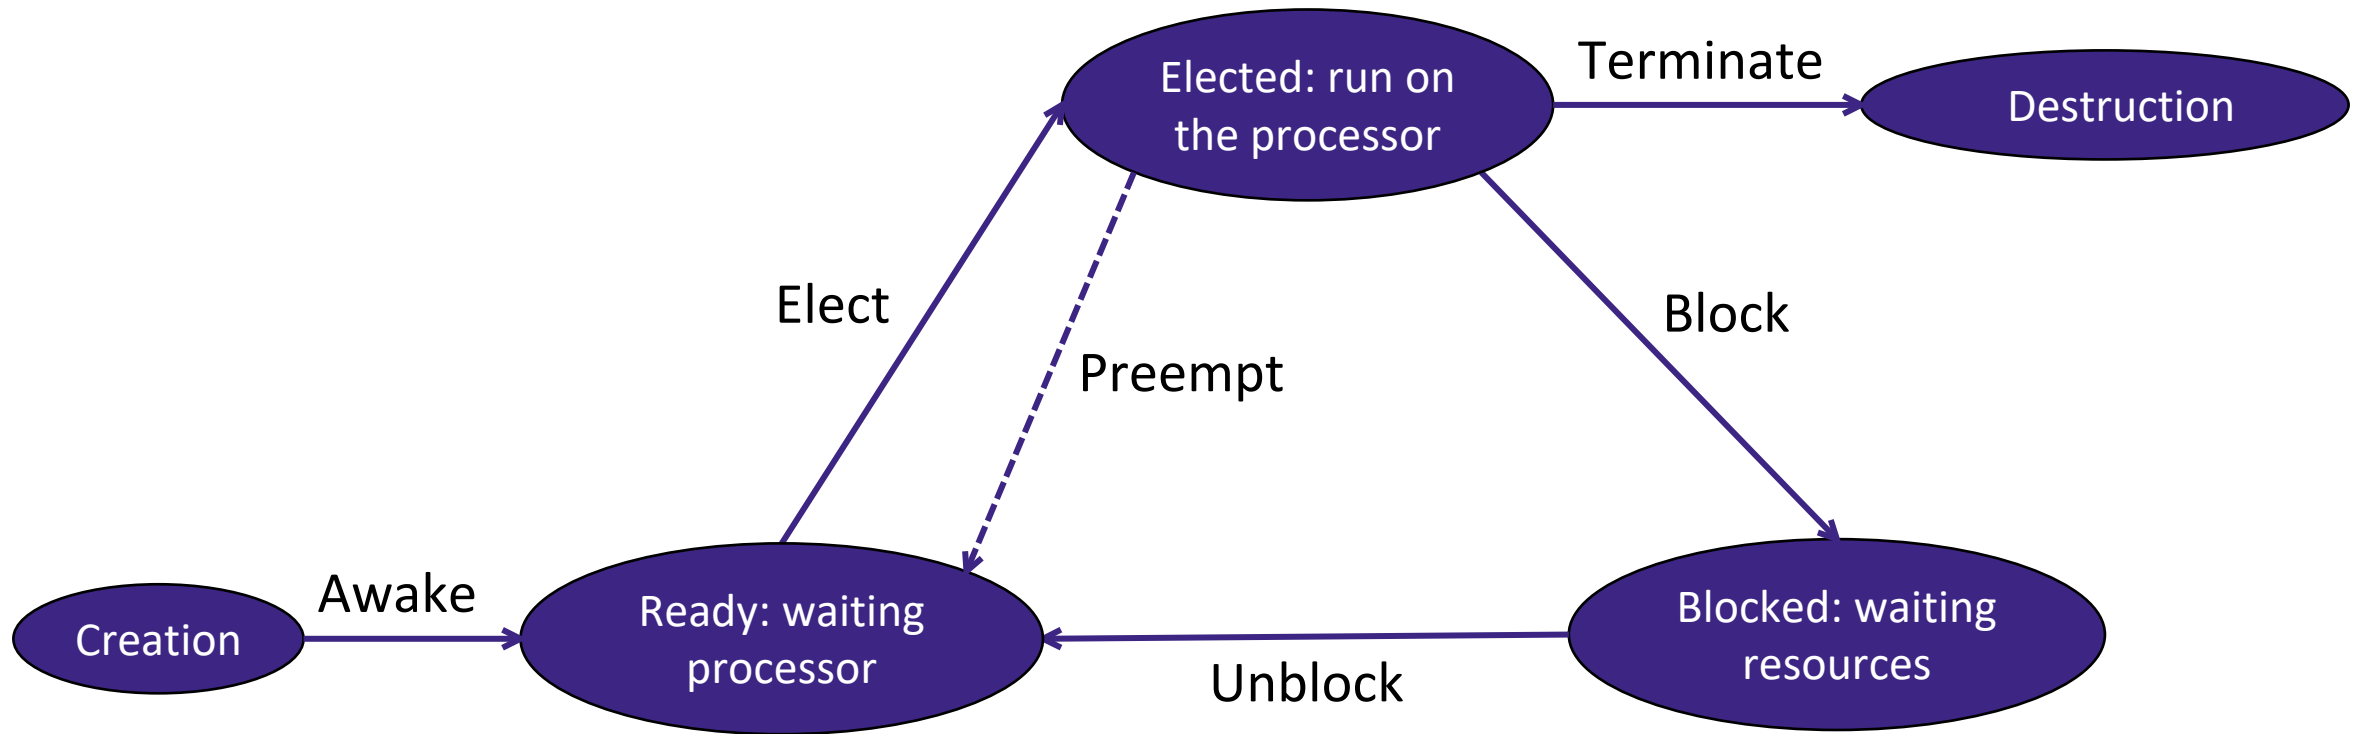 Elected: run on
the processor
Terminate
Destruction
Elect
Preempt
Block
Creation
Awake
Ready: waiting
processor
Unblock
Blocked: waiting
resources